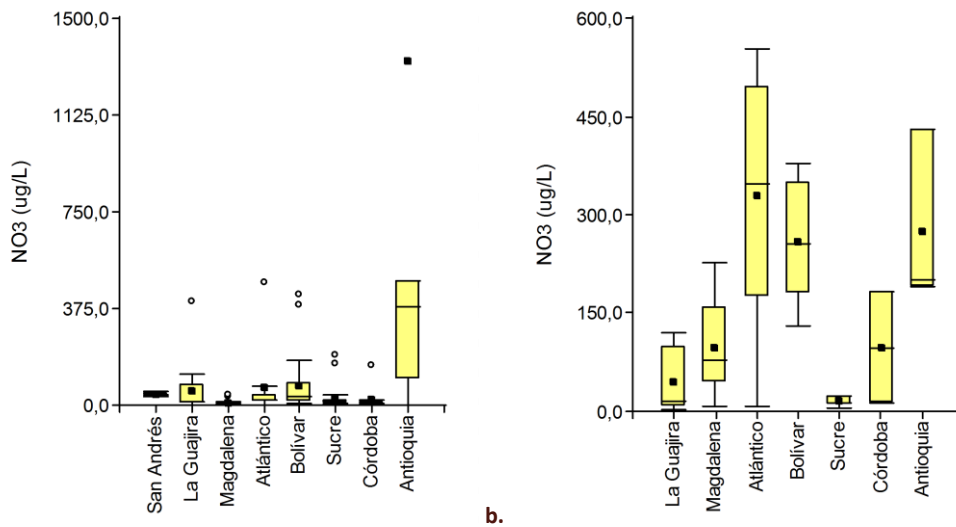 1500,0
1125,0
750,0
375,0
0,0
NO3 (ug/L)
San Andrés
La Guajira
Magdalena
Atlántico
Bolívar
Sucre
Córdoba
Antioquia
600,0
450,0
300,0
150,0
0,0
NO3 (ug/L)
La Guajira
Magdalena
Atlántico
Bolívar
Sucre
Córdoba
Antioquia
b.